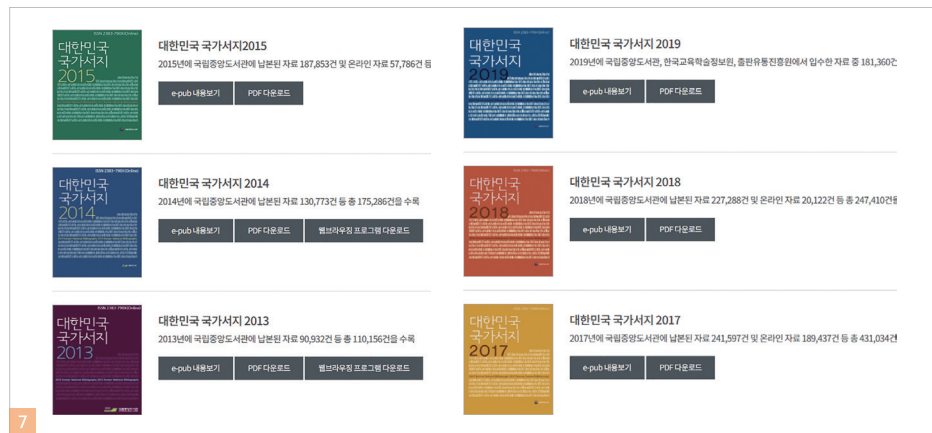 ISSN 2383-790X(Online)
대한민국
국가서지
2015
대한민국 국가서지2015
2015년에 국립중앙도서관에 납본된 자료 187,853건 및 온라인 자료 57,786건 등
e-pub 내용보기
PDF 다운로드
대한민국
국가서지
2014
대한민국 국가서지 2014
2014년에 국립중앙도서관에 납본된 자료 130,773건 등 총 175,286건을 수록
e-pub 내용보기
PDF 다운로드
웹브라우징 프로그램 다운로드
대한민국
국가서지
2013
대한민국 국가서지 2013
2013년에 국립중앙도서관에 납본된 자료 90,932건 등 총 110,156건을 수록
e-pub 내용보기
PDF 다운로드
웹브라우징 프로그램 다운로드
대한민국
국가서지
2019
대한민국 국가서지 2019
2019년에 국립중앙도서관, 한국교육학술정보원, 출판유통진흥원에서 입수한 자료 중 181,360건
e-pub 내용보기
PDF 다운로드
대한민국
국가서지
2018
대한민국 국가서지 2018
2018년에 국립중앙도서관에 납본된 자료 227,288건 및 온라인 자료 20,122건 등 총 247,410건을
e-pub 내용보기
PDF 다운로드
대한민국
국가서지
2017
대한민국 국가서지 2017
2017년에 국립중앙도서관에 납본된 자료 241,597건 및 온라인 자료 189,437건 등 총 431,034건
e-pub 내용보기
PDF 다운로드
7